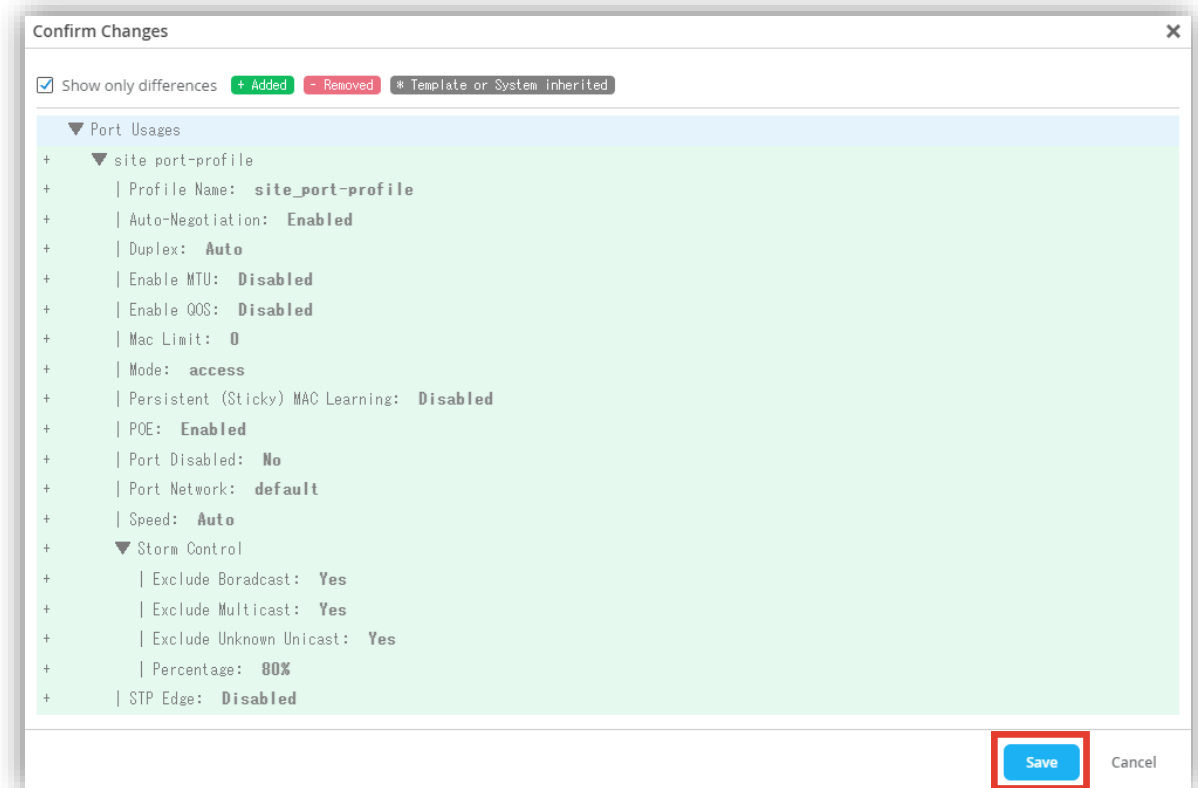 Confirm Changes ×
Show only differences + Added - Removed * Template or System inherited
▼ Port Usages
+ ▼ site port-profile
+ | Profile Name: site_port-profile
+ | Auto-Negotiation: Enabled
+ | Duplex: Auto
+ | Enable MTU: Disabled
+ | Enable QOS: Disabled
+ | Mac Limit: 0
+ | Mode: access
+ | Persistent (Sticky) MAC Learning: Disabled
+ | POE: Enabled
+ | Port Disabled: No
+ | Port Network: default
+ | Speed: Auto
+ ▼ Storm Control
+ | Exclude Boradcast: Yes
+ | Exclude Multicast: Yes
+ | Exclude Unknown Unicast: Yes
+ | Percentage: 80%
+ | STP Edge: Disabled
Save Cancel